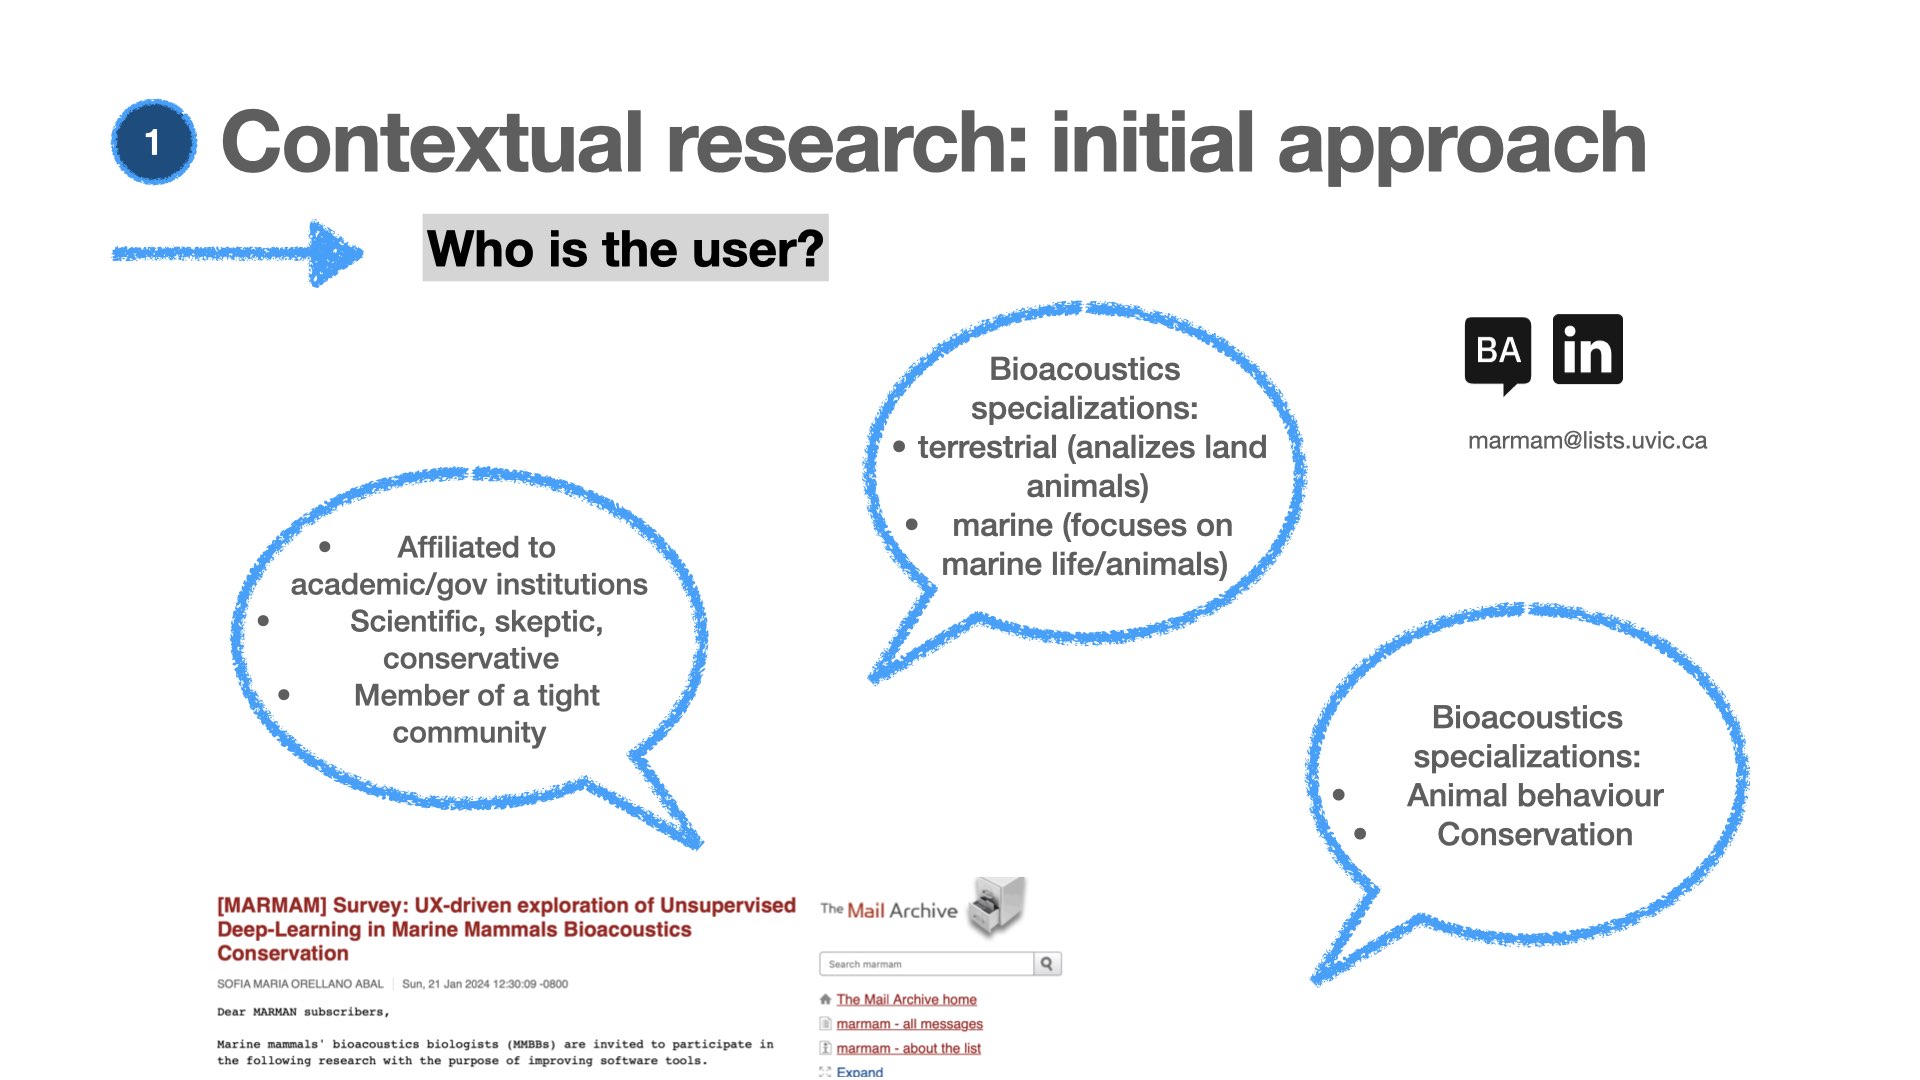 1 Contextual research: initial approach
Who is the user?
BA in
marmam@lists.uvic.ca
Bioacoustics
specializations:
• terrestrial (analizes land
animals)
• marine (focuses on
marine life/animals)
• Affiliated to
academic/gov institutions
• Scientific, skeptic,
conservative
• Member of a tight
community
Bioacoustics
specializations:
• Animal behaviour
• Conservation
[MARMAM] Survey: UX-driven exploration of Unsupervised
Deep-Learning in Marine Mammals Bioacoustics
Conservation
SOFIA MARIA ORELLANO ABAL | Sun, 21 Jan 2024 12:30:09 -0800
Dear MARMAN subscribers,
Marine mammals' bioacoustics biologists (MMBBs) are invited to participate in
the following research with the purpose of improving software tools.
The Mail Archive
Search marmam
The Mail Archive home
marmam - all messages
marmam - about the list
Expand